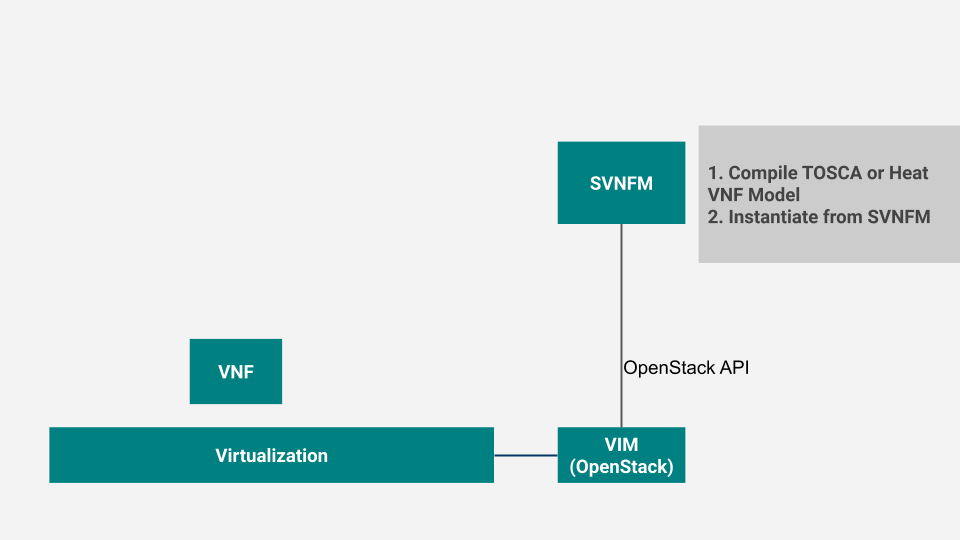 SVNFM
1. Compile TOSCA or Heat
VNF Model
2. Instantiate from SVNFM
OpenStack API
VNF
Virtualization
VIM
(OpenStack)